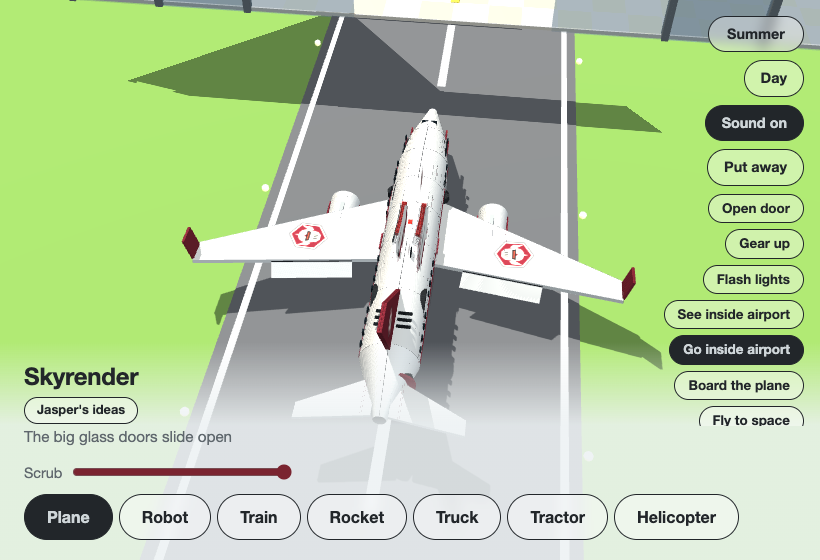 Summer
Day
Sound on
Put away
Open door
Gear up
Flash lights
See inside airport
Go inside airport
Board the plane
Fly to space
Skyrender
Jasper's ideas
The big glass doors slide open
Scrub
Plane
Robot
Train
Rocket
Truck
Tractor
Helicopter